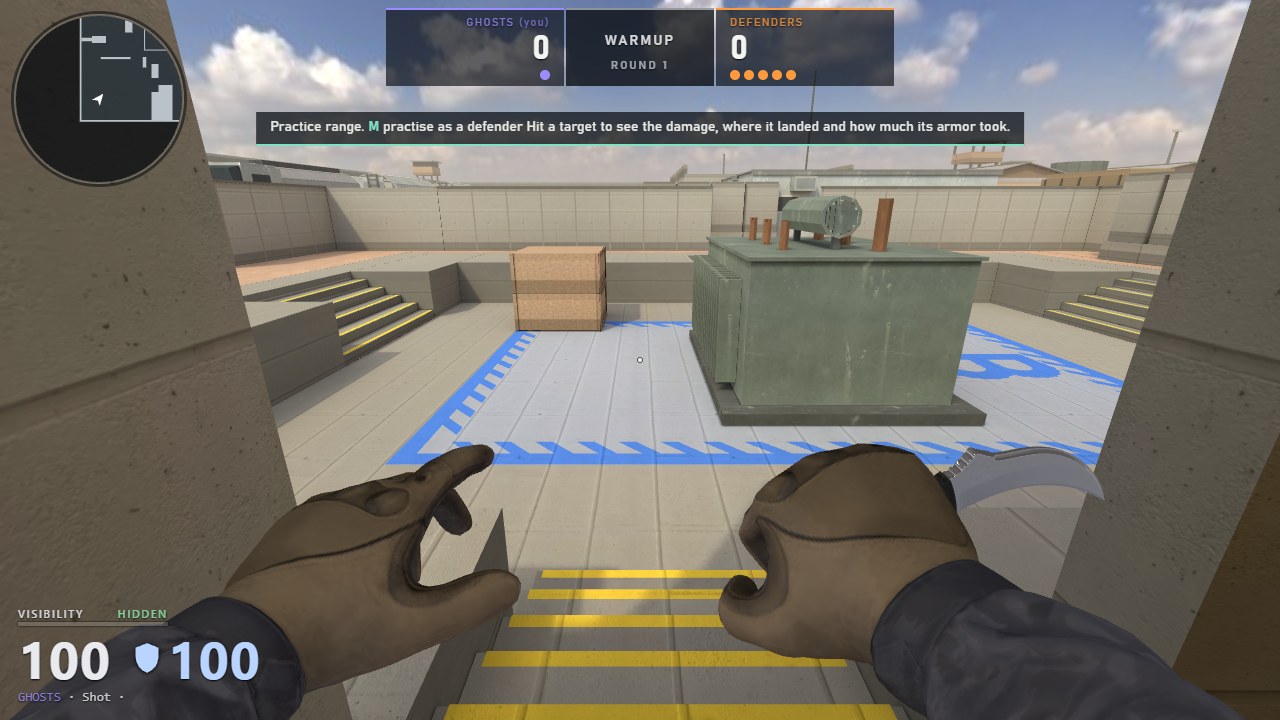 GHOSTS (you)
0
WARMUP
ROUND 1
DEFENDERS
0
Practice range. M practise as a defender Hit a target to see the damage, where it landed and how much its armor took.
B
VISIBILITY HIDDEN
100 100
GHOSTS · Shot ·